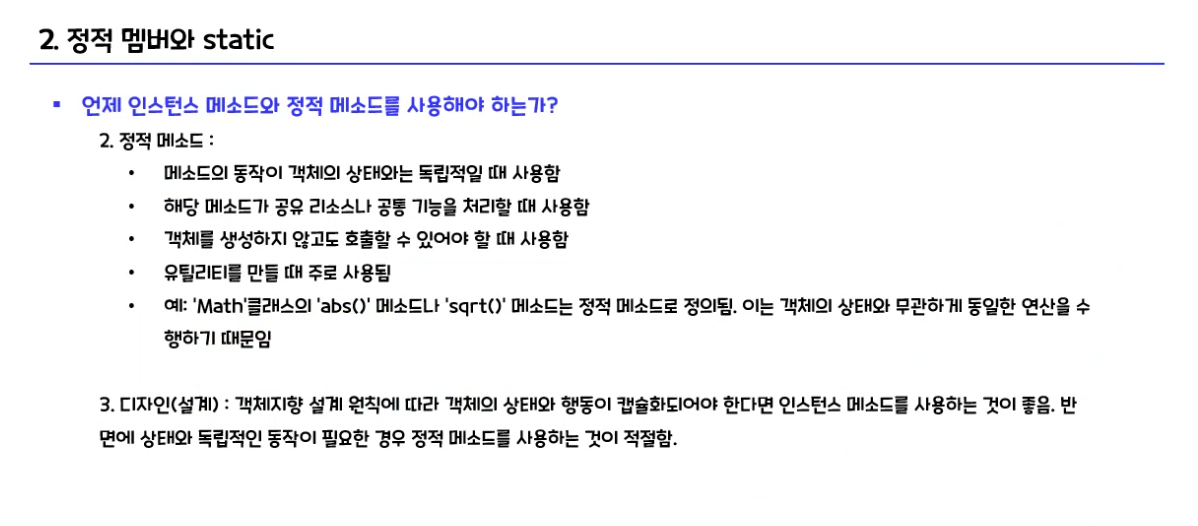 2. 정적 멤버와 static
▪ 언제 인스턴스 메소드와 정적 메소드를 사용해야 하는가?
2. 정적 메소드 :
• 메소드의 동작이 객체의 상태와는 독립적일 때 사용함
• 해당 메소드가 공유 리소스나 공통 기능을 처리할 때 사용함
• 객체를 생성하지 않고도 호출할 수 있어야 할 때 사용함
• 유틸리티를 만들 때 주로 사용됨
• 예: 'Math'클래스의 'abs()' 메소드나 'sqrt()' 메소드는 정적 메소드로 정의됨. 이는 객체의 상태와 무관하게 동일한 연산을 수
행하기 때문임
3. 디자인(설계) : 객체지향 설계 원칙에 따라 객체의 상태와 행동이 캡슐화되어야 한다면 인스턴스 메소드를 사용하는 것이 좋음. 반
면에 상태와 독립적인 동작이 필요한 경우 정적 메소드를 사용하는 것이 적절함.